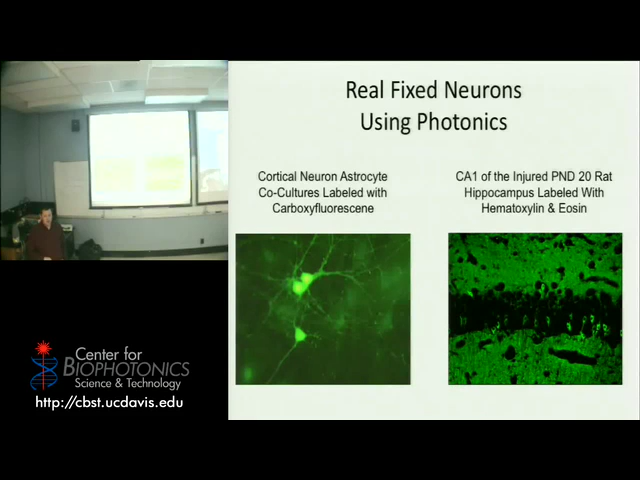 Real Fixed Neurons
Using Photonics
Cortical Neuron Astrocyte
Co-Cultures Labeled with
Carboxyfluorescene
CA1 of the Injured PND 20 Rat
Hippocampus Labeled With
Hematoxylin & Eosin
Center for
BIOPHOTONICS
Science & Technology
http://cbst.ucdavis.edu